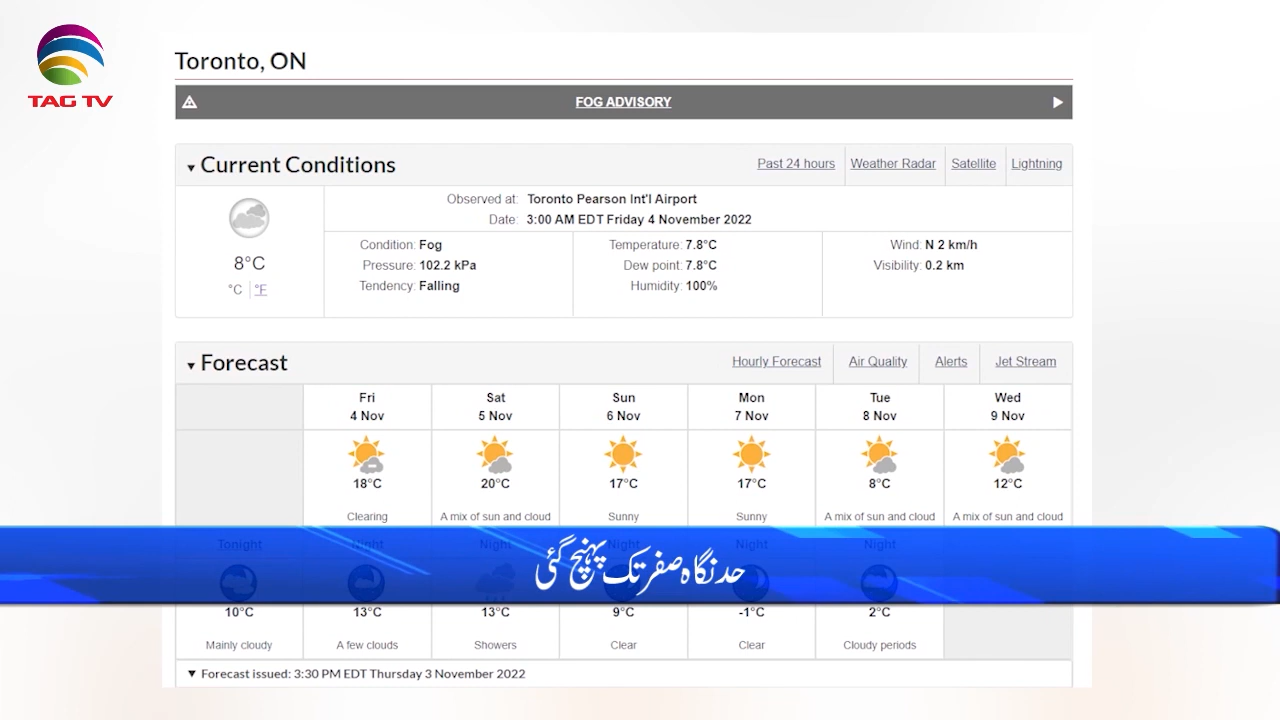 TAG TV
Toronto, ON
FOG ADVISORY
Current Conditions
Past 24 hours
Weather Radar
Satellite
Lightning
Observed at: Toronto Pearson Int'l Airport
Date: 3:00 AM EDT Friday 4 November 2022
8°C
°C
°F
Condition: Fog
Pressure: 102.2 kPa
Tendency: Falling
Temperature: 7.8°C
Dew point: 7.8°C
Humidity: 100%
Wind: N 2 km/h
Visibility: 0.2 km
Forecast
Hourly Forecast
Air Quality
Alerts
Jet Stream
Fri Sat Sun Mon Tue Wed
4 Nov 5 Nov 6 Nov 7 Nov 8 Nov 9 Nov
18°C 20°C 17°C 17°C 8°C 12°C
Clearing A mix of sun and cloud Sunny Sunny A mix of sun and cloud A mix of sun and cloud
Tonight Night Night Night Night Night
حد نگاہ صفر تک پہنچ گئی
10°C 13°C 13°C 9°C -1°C 2°C
Mainly cloudy A few clouds Showers Clear Clear Cloudy periods
Forecast issued: 3:30 PM EDT Thursday 3 November 2022